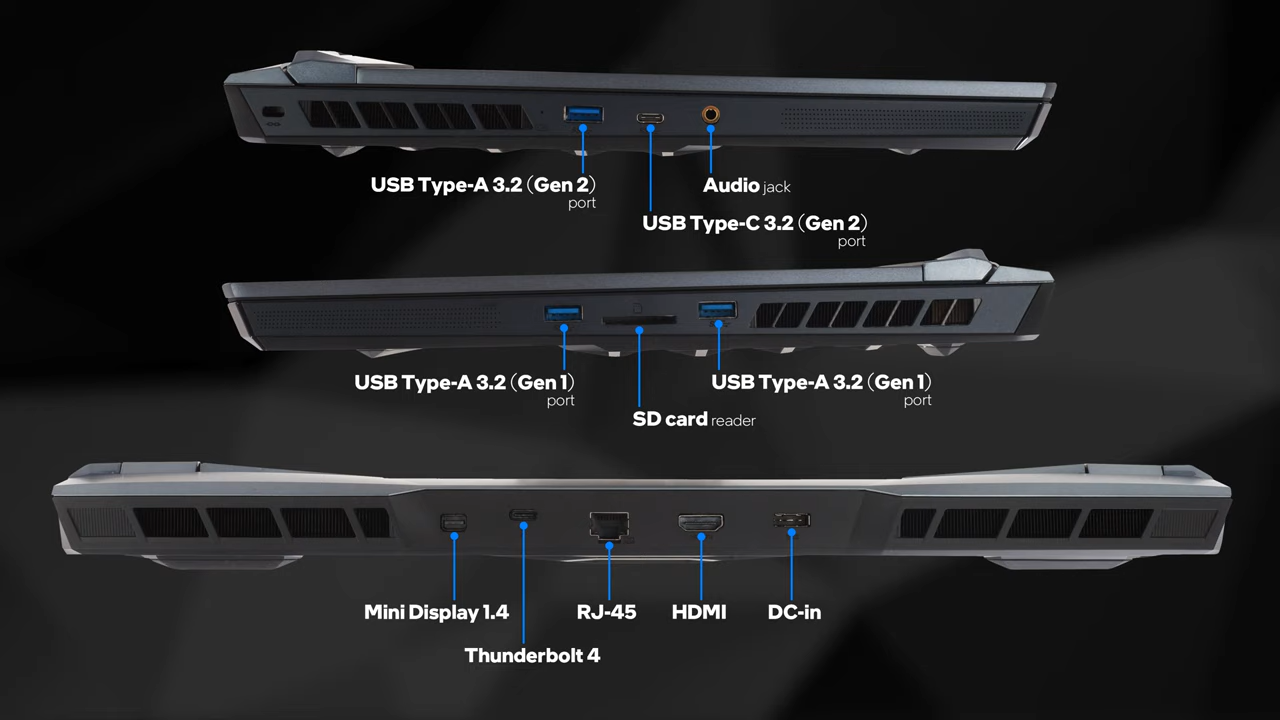 USB Type-A 3.2 (Gen 2)
port
Audio jack
USB Type-C 3.2 (Gen 2)
port
USB Type-A 3.2 (Gen 1)
port
USB Type-A 3.2 (Gen 1)
port
SD card reader
Mini Display 1.4
RJ-45
HDMI
DC-in
Thunderbolt 4